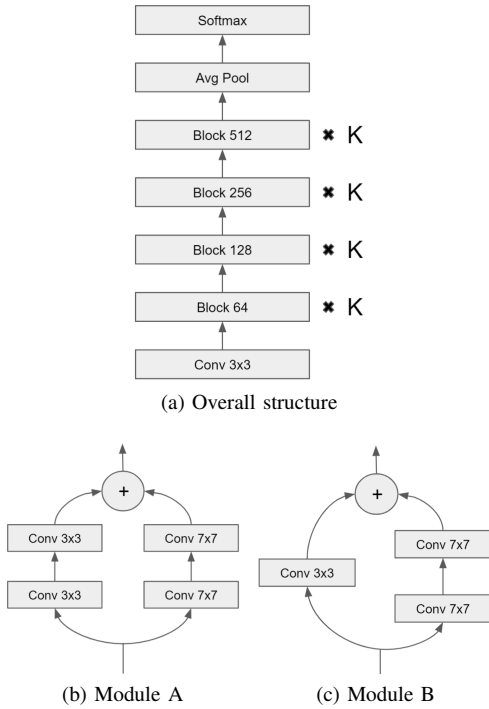 Softmax
Avg Pool
Block 512 ✖ K
Block 256 ✖ K
Block 128 ✖ K
Block 64 ✖ K
Conv 3x3
(a) Overall structure
+ +
Conv 3x3 Conv 7x7 Conv 7x7
Conv 3x3
Conv 3x3 Conv 7x7 Conv 7x7
(b) Module A (c) Module B